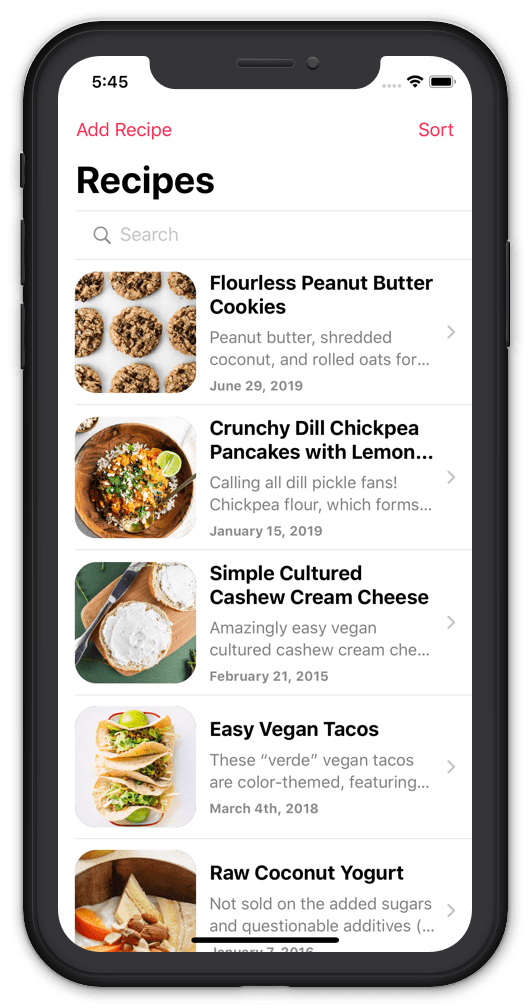 5:45
Add Recipe
Sort
Recipes
Search
Flourless Peanut Butter
Cookies
Peanut butter, shredded
coconut, and rolled oats for...
June 29, 2019
Crunchy Dill Chickpea
Pancakes with Lemon...
Calling all dill pickle fans!
Chickpea flour, which forms...
January 15, 2019
Simple Cultured
Cashew Cream Cheese
Amazingly easy vegan
cultured cashew cream che...
February 21, 2015
Easy Vegan Tacos
These “verde” vegan tacos
are color-themed, featuring...
March 4th, 2018
Raw Coconut Yogurt
Not sold on the added sugars
and questionable additives (...
January 7, 2016